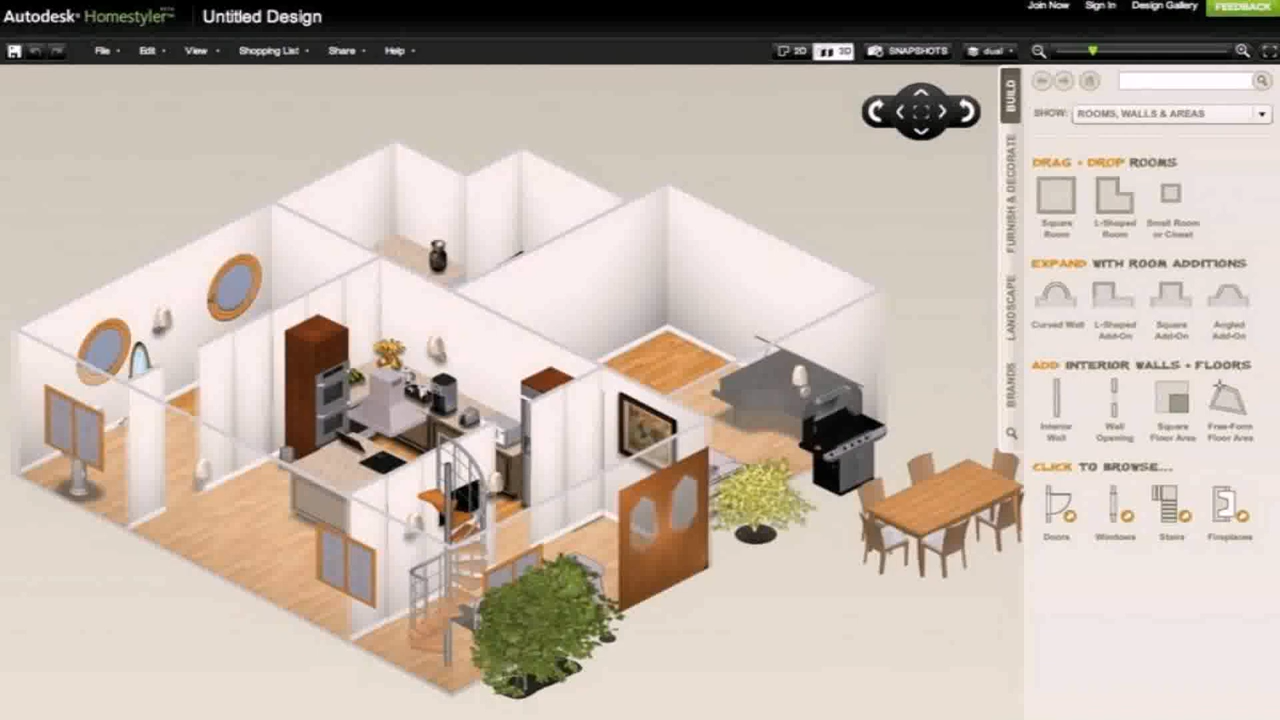 Autodesk® Homestyler™ BETA
Untitled Design
Join Now Sign In Design Gallery FEEDBACK
File Edit View Shopping List Share Help
2D 3D SNAPSHOTS dual
BUILD
FURNISH & DECORATE
LANDSCAPE
BRANDS
SHOW: ROOMS, WALLS & AREAS
DRAG + DROP ROOMS
Square Room
L-Shaped Room
Small Room or Closet
EXPAND WITH ROOM ADDITIONS
Curved Wall
L-Shaped Add-On
Square Add-On
Angled Add-On
ADD INTERIOR WALLS + FLOORS
Interior Wall
Wall Opening
Square Floor Area
Free-Form Floor Area
CLICK TO BROWSE...
Doors
Windows
Stairs
Fireplaces